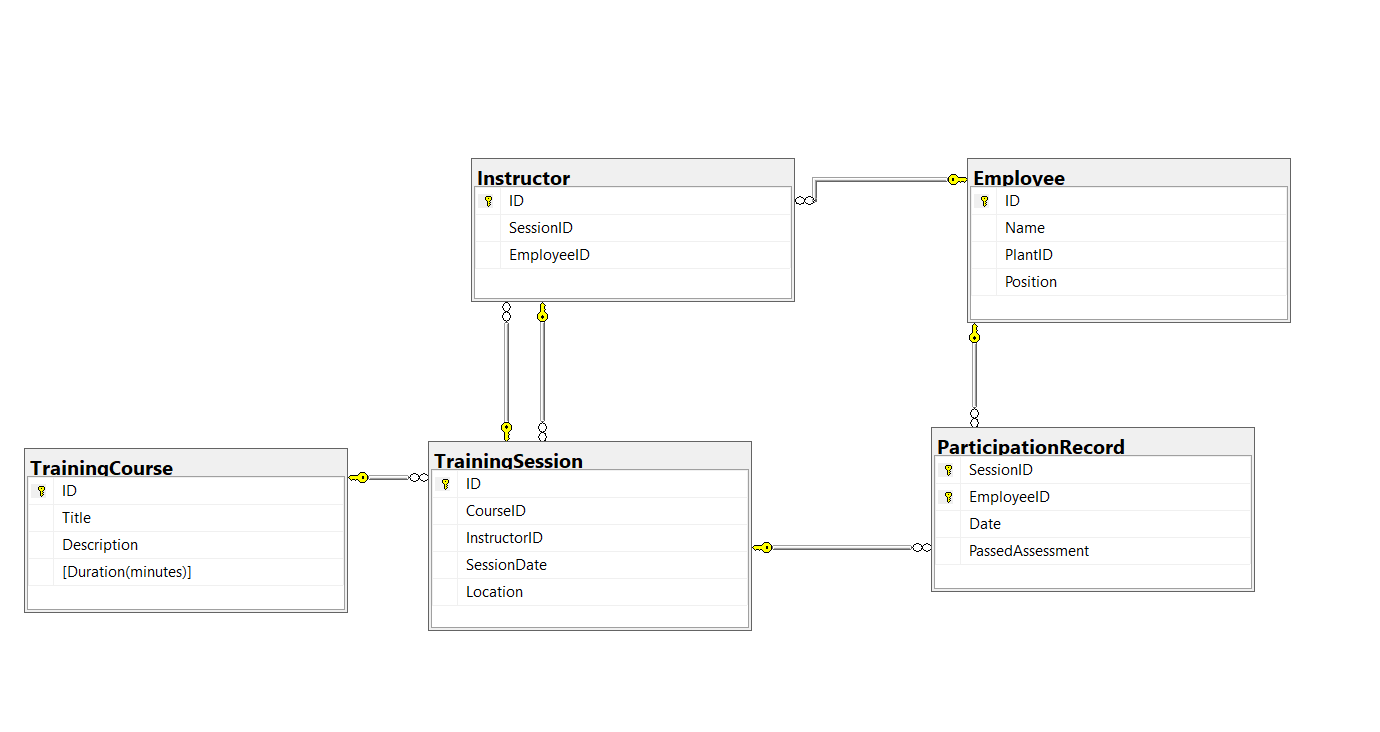 Instructor
ID
SessionID
EmployeeID
Employee
ID
Name
PlantID
Position
TrainingCourse
ID
Title
Description
[Duration(minutes)]
TrainingSession
ID
CourseID
InstructorID
SessionDate
Location
ParticipationRecord
SessionID
EmployeeID
Date
PassedAssessment